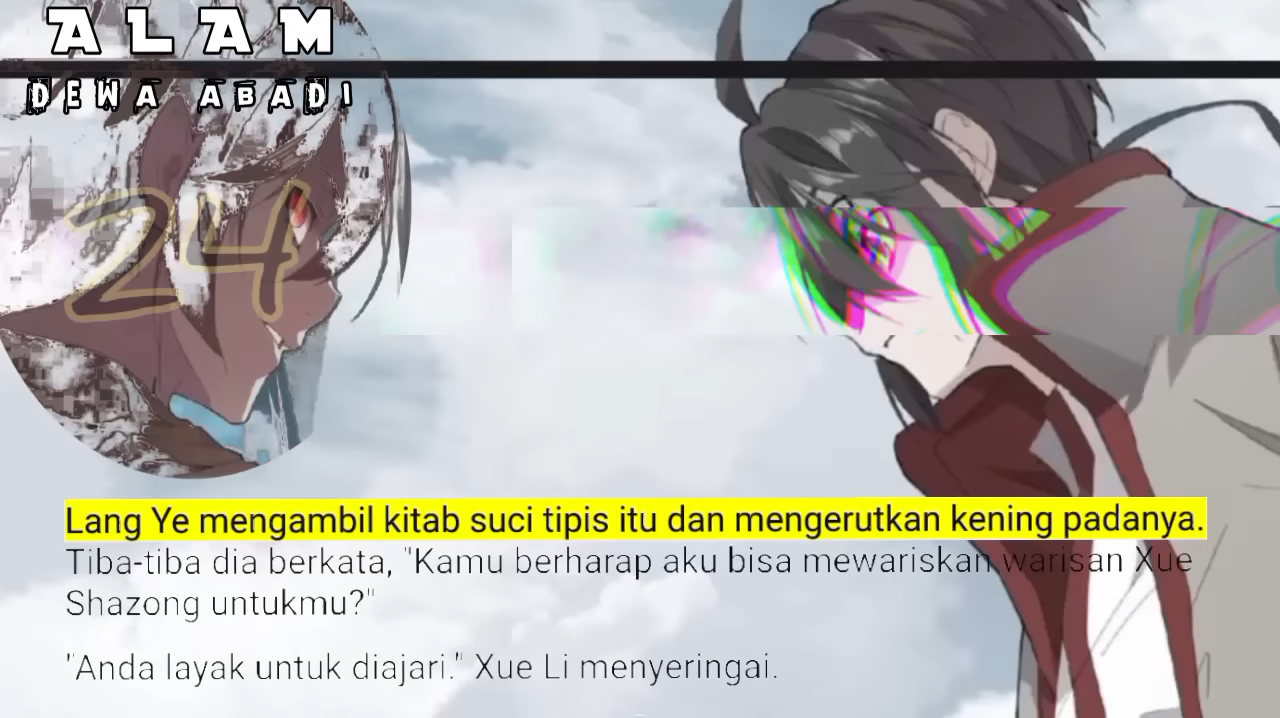 ALAM
DEWA ABADI
24
Lang Ye mengambil kitab suci tipis itu dan mengerutkan kening padanya.
Tiba-tiba dia berkata, "Kamu berharap aku bisa mewariskan warisan Xue
Shazong untukmu?"
"Anda layak untuk diajari." Xue Li menyeringai.